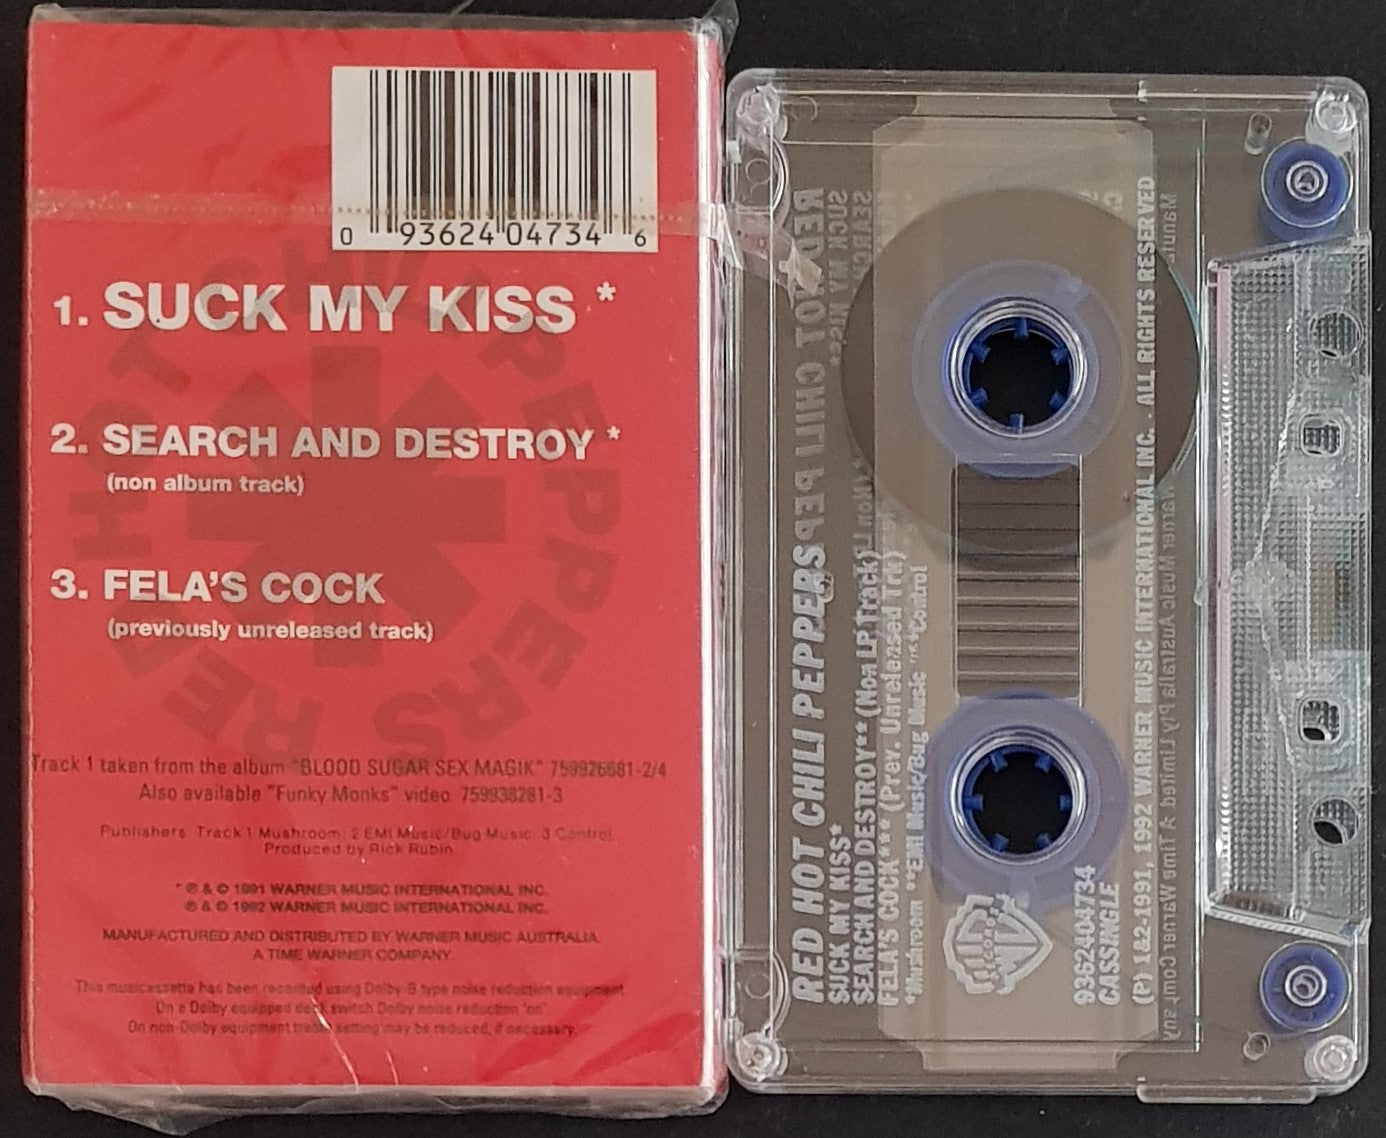 0 93624 04734 6
1. SUCK MY KISS *
2. SEARCH AND DESTROY *
(non album track)
3. FELA'S COCK
(previously unreleased track)
RED HOT CHILI PEPPERS
Track 1 taken from the album "BLOOD SUGAR SEX MAGIK" 759926681-2/4
Also available "Funky Monks" video 759938281-3
Publishers: Track 1 Mushroom; 2 EMI Music/Bug Music; 3 Control.
Produced by Rick Rubin.
* ℗ & © 1991 WARNER MUSIC INTERNATIONAL INC.
℗ & © 1992 WARNER MUSIC INTERNATIONAL INC.
MANUFACTURED AND DISTRIBUTED BY WARNER MUSIC AUSTRALIA.
A TIME WARNER COMPANY.
This musicassette has been recorded using Dolby-B type noise reduction equipment.
On a Dolby equipped deck switch Dolby noise reduction "on".
On non-Dolby equipment treble setting may be reduced, if necessary.
RED HOT CHILI PEPPERS
SUCK MY KISS*
SEARCH AND DESTROY** (Non LP Track)
FELA'S COCK*** (Prev. Unreleased Trk)
*Mushroom **EMI Music/Bug Music ***Control
9362404734
CASSINGLE
(P) 1&2-1991, 1992 WARNER MUSIC INTERNATIONAL INC. . ALL RIGHTS RESERVED